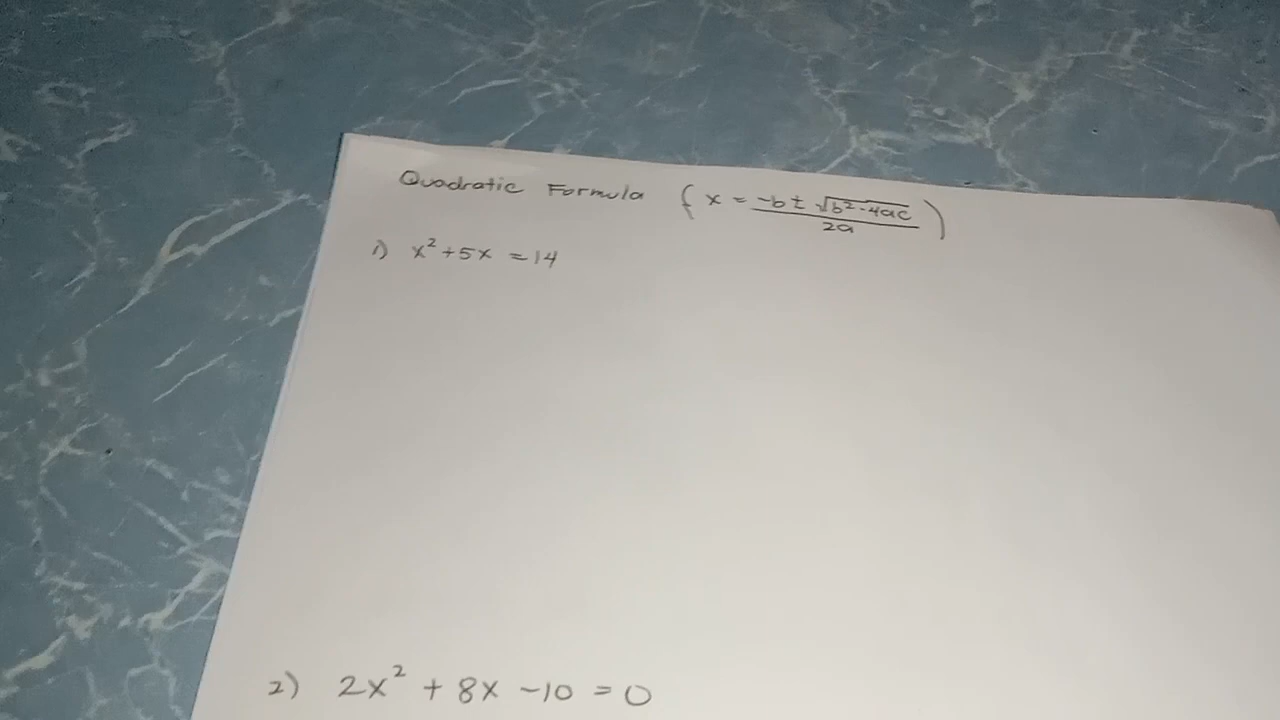 Quadratic Formula ( x = -b ± √b² - 4ac / 2a )
1) x² + 5x = 14
2) 2x² + 8x - 10 = 0